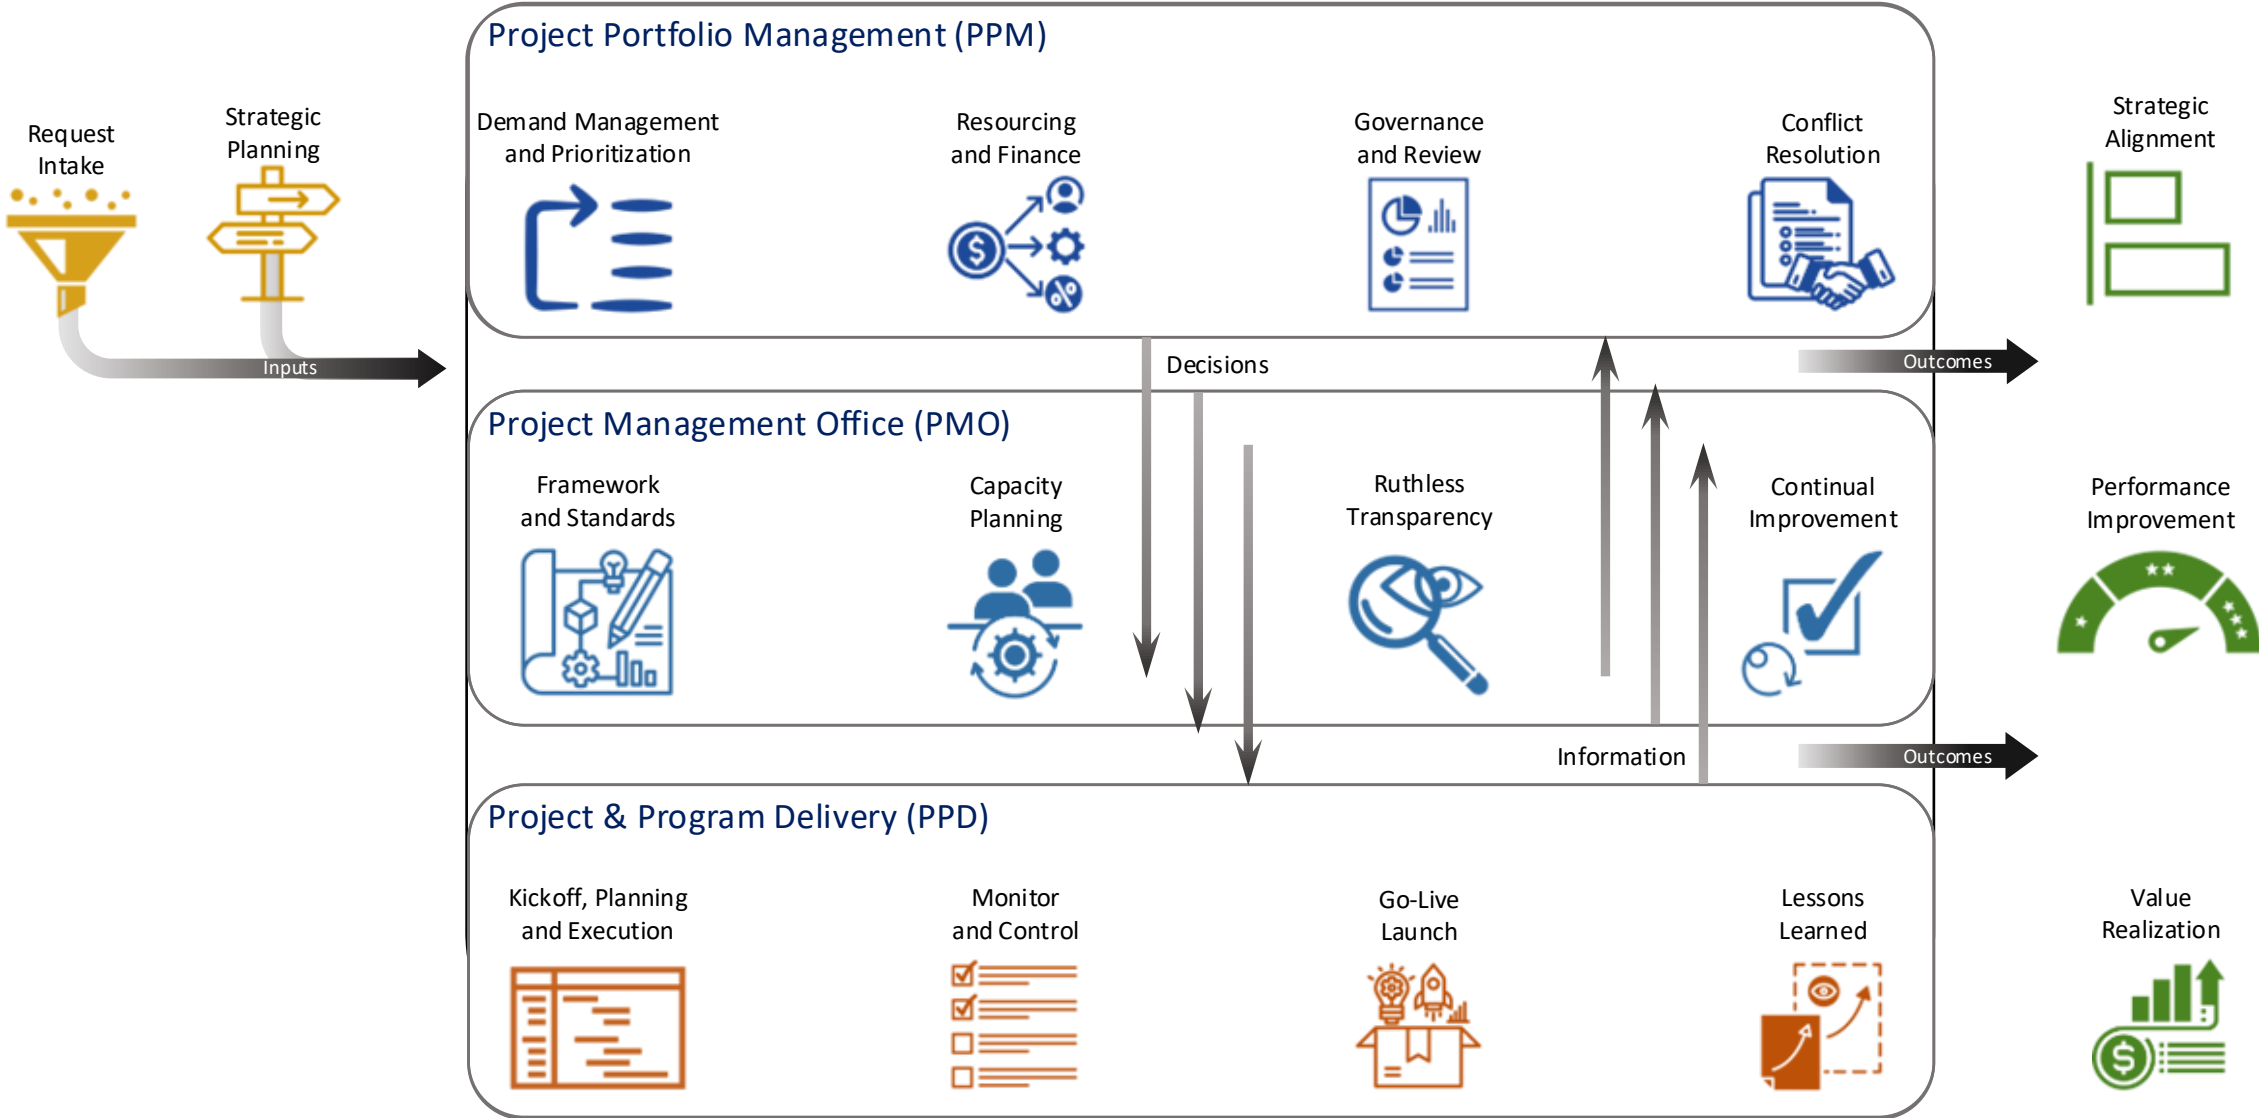 Project Portfolio Management (PPM)
Request
Intake
Strategic
Planning
Demand Management
and Prioritization
Resourcing
and Finance
Governance
and Review
Conflict
Resolution
Strategic
Alignment
Inputs
Decisions
Outcomes
Project Management Office (PMO)
Framework
and Standards
Capacity
Planning
Ruthless
Transparency
Continual
Improvement
Performance
Improvement
Information
Outcomes
Project & Program Delivery (PPD)
Kickoff, Planning
and Execution
Monitor
and Control
Go-Live
Launch
Lessons
Learned
Value
Realization